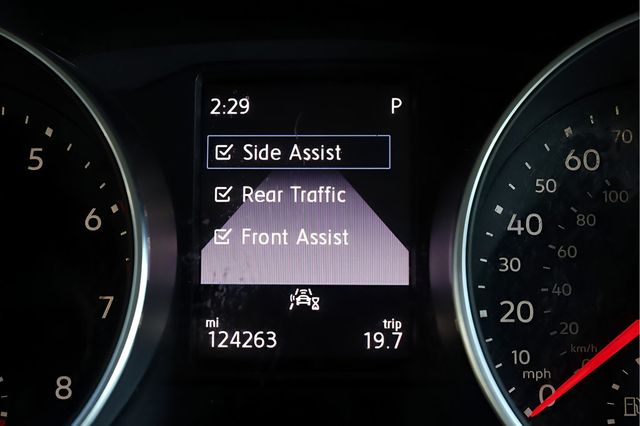 2:29 P
Side Assist
Rear Traffic
Front Assist
mi trip
124263 19.7
5
6
7
8
70
60
50 100
40 80
30 60
40
20
20
10 km/h
mph
0